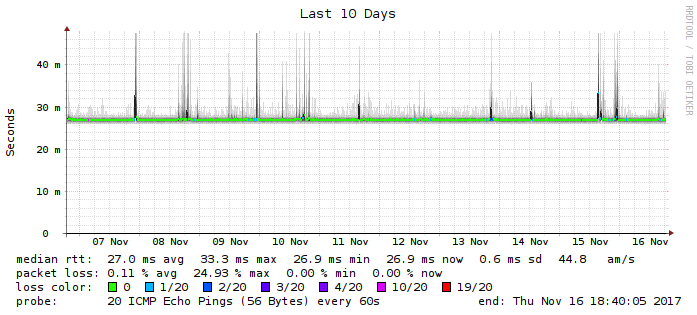 Last 10 Days
RRDTOOL / TOBI OETIKER
Seconds
40 m
30 m
20 m
10 m
0
07 Nov 08 Nov 09 Nov 10 Nov 11 Nov 12 Nov 13 Nov 14 Nov 15 Nov 16 Nov
median rtt: 27.0 ms avg 33.3 ms max 26.9 ms min 26.9 ms now 0.6 ms sd 44.8 am/s
packet loss: 0.11 % avg 24.93 % max 0.00 % min 0.00 % now
loss color: 0 1/20 2/20 3/20 4/20 10/20 19/20
probe: 20 ICMP Echo Pings (56 Bytes) every 60s end: Thu Nov 16 18:40:05 2017